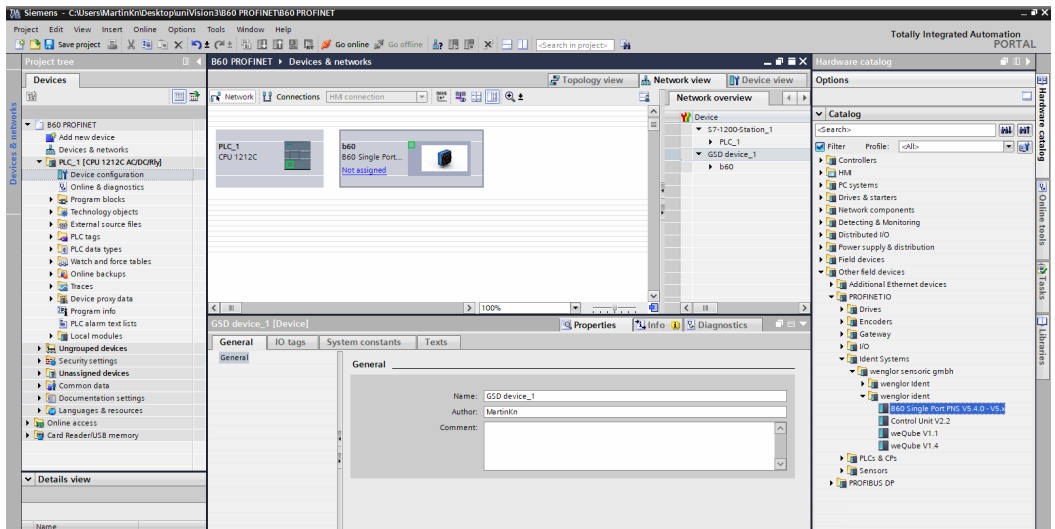 Siemens - C:\Users\MartinKn\Desktop\uniVision3\B60 PROFINET\B60 PROFINET
Project Edit View Insert Online Options Tools Window Help
Save project
Go online
Go offline
<Search in project>
Totally Integrated Automation
PORTAL
Project tree
Devices
Devices & networks
B60 PROFINET
Add new device
Devices & networks
PLC_1 [CPU 1212C AC/DC/Rly]
Device configuration
Online & diagnostics
Program blocks
Technology objects
External source files
PLC tags
PLC data types
Watch and force tables
Online backups
Traces
Device proxy data
Program info
PLC alarm text lists
Local modules
Ungrouped devices
Security settings
Unassigned devices
Common data
Documentation settings
Languages & resources
Online access
Card Reader/USB memory
Details view
Name
B60 PROFINET Devices & networks
Topology view
Network view
Device view
Network
Connections
HMI connection
PLC_1
CPU 1212C
b60
B60 Single Port...
Not assigned
100%
Network overview
Device
S7-1200-Station_1
PLC_1
GSD device_1
b60
GSD device_1 [Device]
Properties
Info
Diagnostics
General
IO tags
System constants
Texts
General
General
Name: GSD device_1
Author: MartinKn
Comment:
Hardware catalog
Options
Catalog
<Search>
Filter
Profile: <All>
Controllers
HMI
PC systems
Drives & starters
Network components
Detecting & Monitoring
Distributed I/O
Power supply & distribution
Field devices
Other field devices
Additional Ethernet devices
PROFINET IO
Drives
Encoders
Gateway
I/O
Ident Systems
wenglor sensoric gmbh
wenglor Ident
wenglor ident
B60 Single Port PNS V5.4.0 - V5.x
Control Unit V2.2
weQube V1.1
weQube V1.4
PLCs & CPs
Sensors
PROFIBUS DP
Hardware catalog
Online tools
Tasks
Libraries